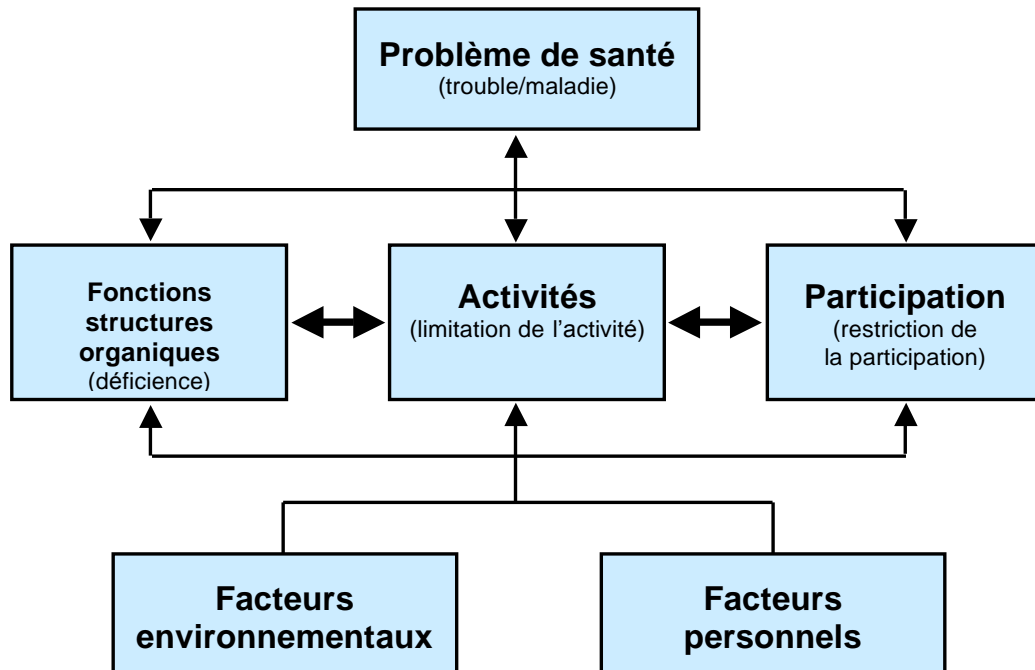 Problème de santé
(trouble/maladie)
Fonctions
structures
organiques
(déficience)
Activités
(limitation de l’activité)
Participation
(restriction de
la participation)
Facteurs
environnementaux
Facteurs
personnels